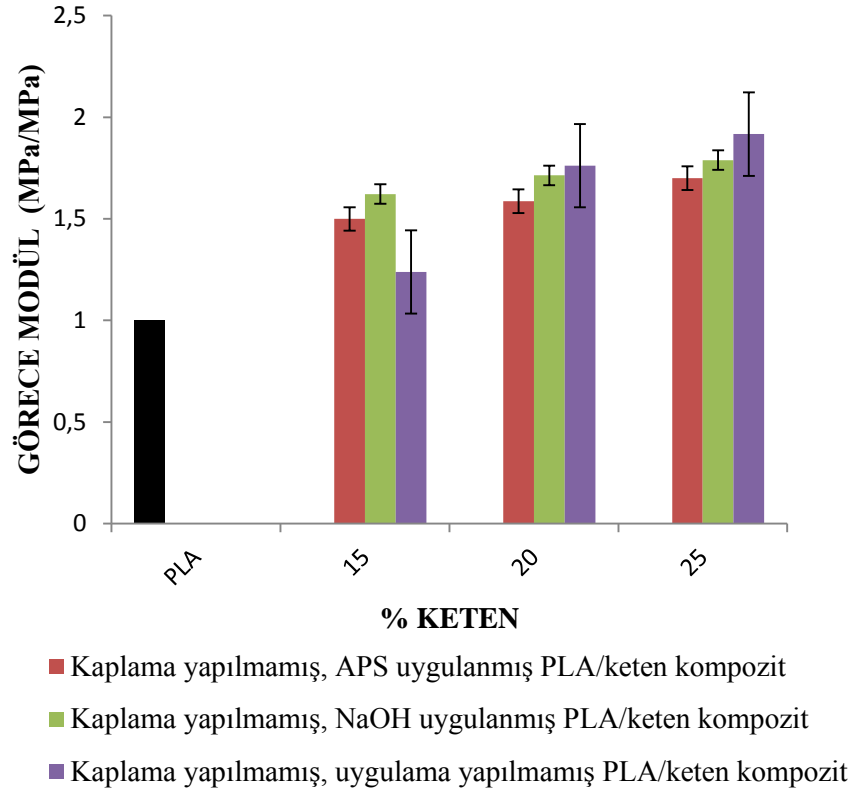 GÖRECE MODÜL (MPa/MPa)
2,5
2
1,5
1
0,5
0
PLA
15
20
25
% KETEN
Kaplama yapılmamış, APS uygulanmış PLA/keten kompozit
Kaplama yapılmamış, NaOH uygulanmış PLA/keten kompozit
Kaplama yapılmamış, uygulama yapılmamış PLA/keten kompozit